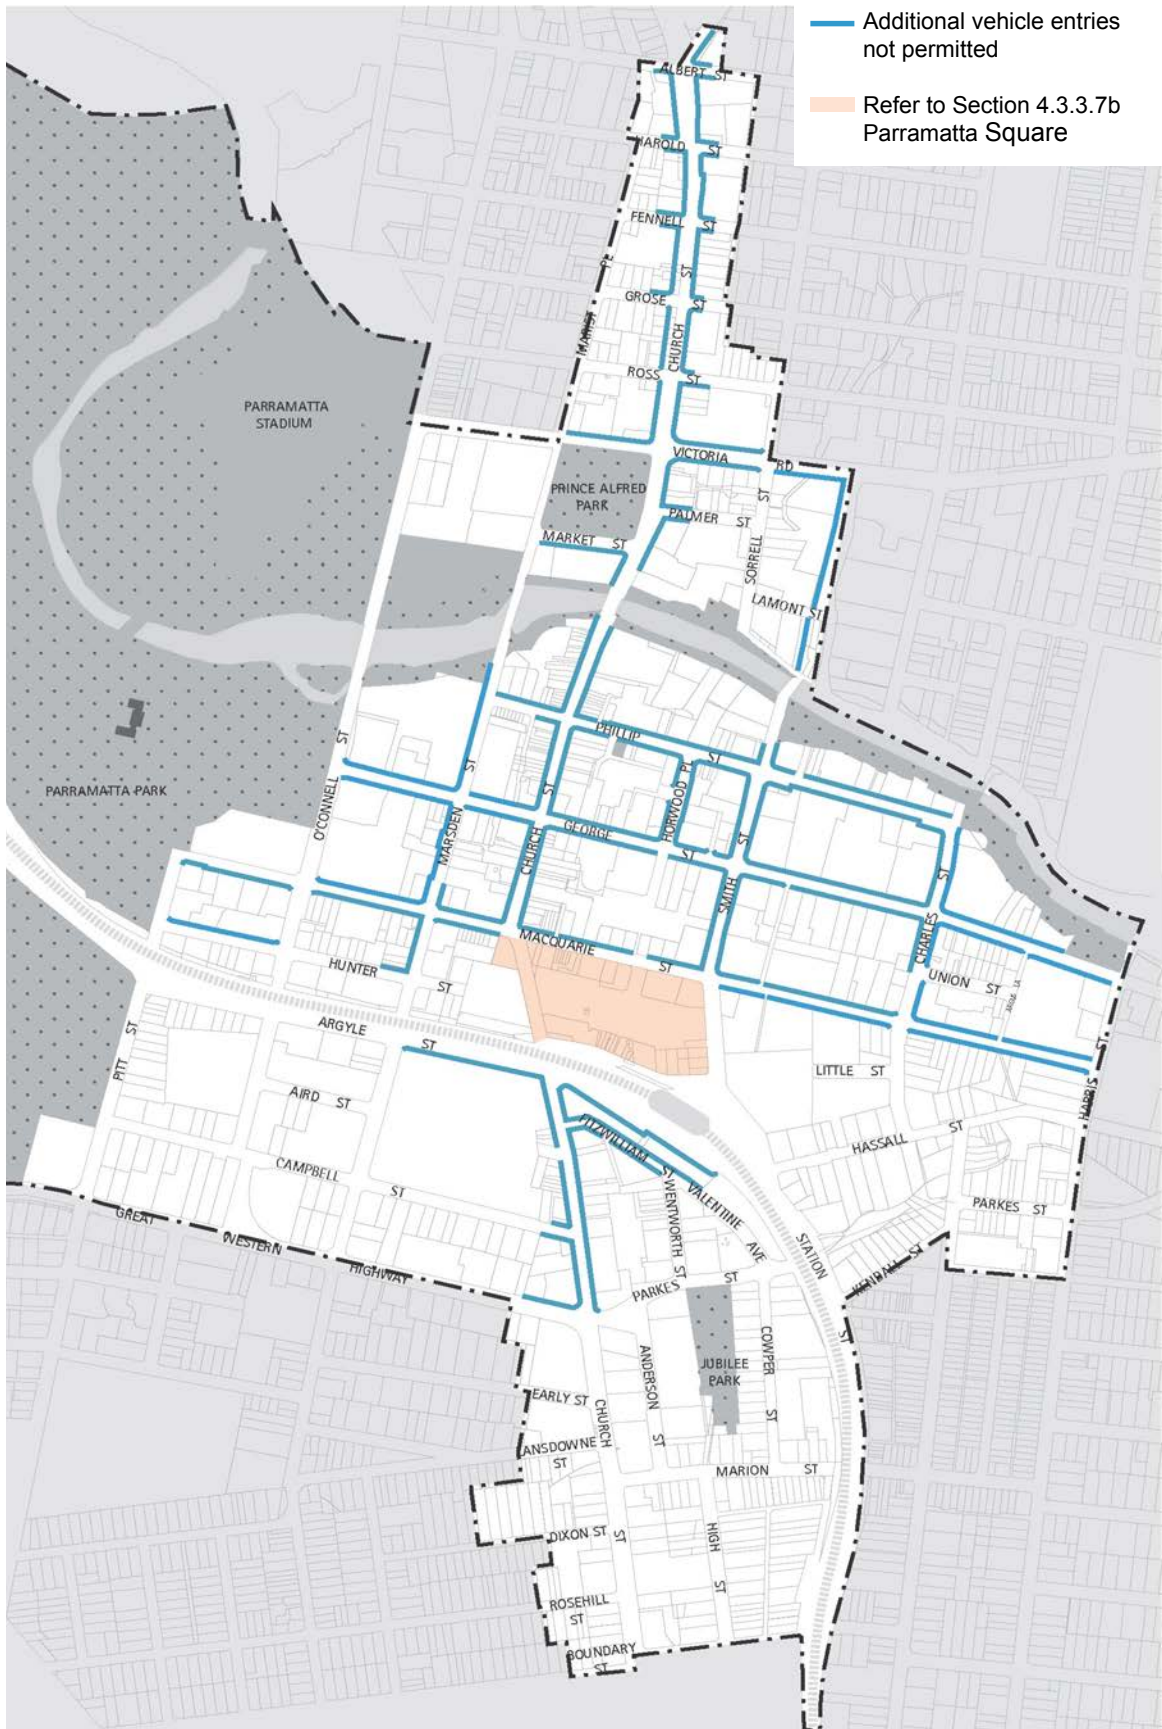 Additional vehicle entries
not permitted
Refer to Section 4.3.3.7b
Parramatta Square
ALBERT ST
HAROLD ST
FENNELL ST
MARIST PL
GROSE ST
CHURCH ST
ROSS ST
PARRAMATTA
STADIUM
VICTORIA RD
PRINCE ALFRED
PARK
PALMER ST
MARKET ST
SORRELL ST
LAMONT ST
PHILLIP ST
PARRAMATTA PARK
O'CONNELL ST
MARSDEN ST
CHURCH ST
GEORGE ST
HORWOOD PL
SMITH ST
CHARLES ST
MACQUARIE ST
HUNTER ST
UNION ST
ARGYLE ST
PITT ST
LITTLE ST
HARRIS ST
AIRD ST
HASSALL ST
FITZWILLIAM ST
CAMPBELL ST
WENTWORTH ST
VALENTINE AVE
PARKES ST
GREAT WESTERN HIGHWAY
STATION ST
KENDALL ST
PARKES ST
COWPER ST
ANDERSON ST
JUBILEE
PARK
EARLY ST
CHURCH ST
LANSDOWNE
ST
MARION ST
DIXON ST
HIGH ST
ROSEHILL
ST
BOUNDARY
ST